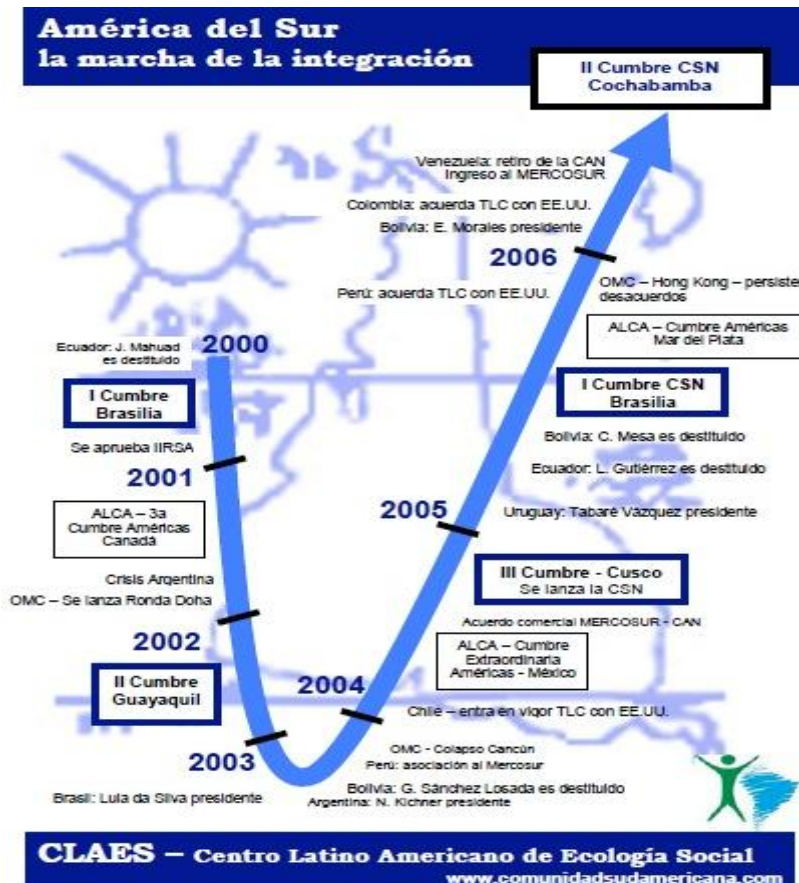 América del Sur
la marcha de la integración
II Cumbre CSN
Cochabamba
Venezuela: retiro de la CAN
Ingreso al MERCOSUR
Colombia: acuerda TLC con EE.UU.
Bolivia: E. Morales presidente
2006
OMC – Hong Kong – persiste
desacuerdos
Perú: acuerda TLC con EE.UU.
ALCA – Cumbre Américas
Mar del Plata
Ecuador: J. Mahuad
es destituido
2000
I Cumbre
Brasilia
I Cumbre CSN
Brasilia
Se aprueba IIRSA
Bolivia: C. Mesa es destituido
2001
Ecuador: L. Gutiérrez es destituido
ALCA – 3a
Cumbre Américas
Canadá
2005
Uruguay: Tabaré Vázquez presidente
III Cumbre - Cusco
Se lanza la CSN
Crisis Argentina
OMC – Se lanza Ronda Doha
Acuerdo comercial MERCOSUR - CAN
2002
ALCA – Cumbre
Extraordinaria
Américas - México
II Cumbre
Guayaquil
2004
Chile – entra en vigor TLC con EE.UU.
2003
OMC - Colapso Cancún
Perú: asociación al Mercosur
Bolivia: G. Sánchez Losada es destituido
Brasil: Lula da Silva presidente
Argentina: N. Kichner presidente
CLAES – Centro Latino Americano de Ecología Social
www.comunidadsudamericana.com